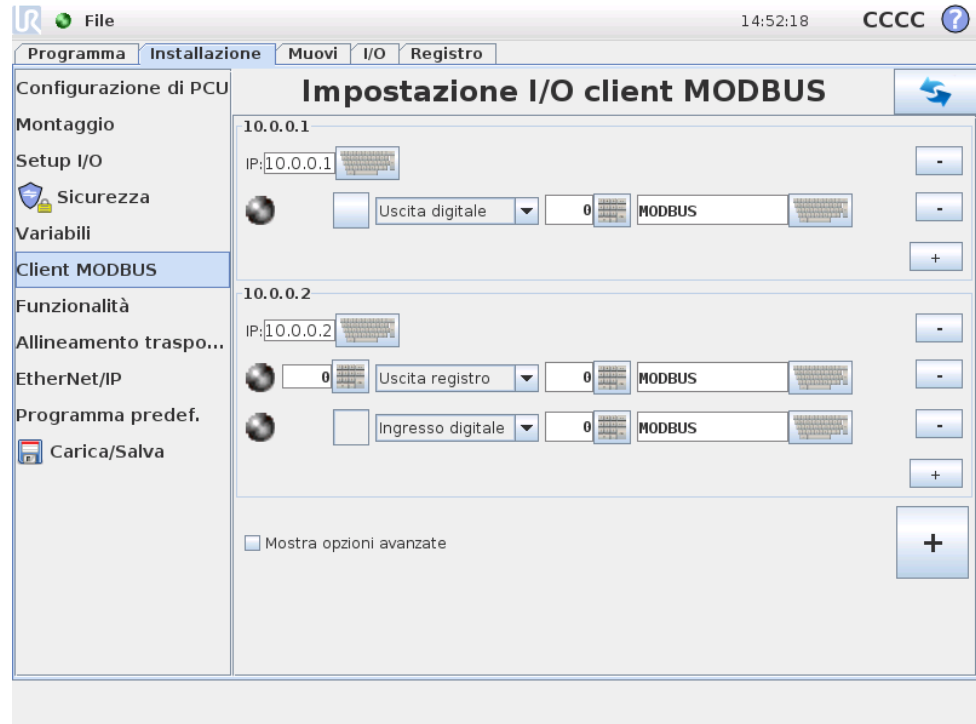 UR File 14:52:18 CCCC ?
Programma Installazione Muovi I/O Registro
Configurazione di PCU
Montaggio
Setup I/O
Sicurezza
Variabili
Client MODBUS
Funzionalità
Allineamento traspo...
EtherNet/IP
Programma predef.
Carica/Salva
Impostazione I/O client MODBUS
10.0.0.1
IP: 10.0.0.1 -
Uscita digitale 0 MODBUS -
+
10.0.0.2
IP: 10.0.0.2 -
0 Uscita registro 0 MODBUS -
Ingresso digitale 0 MODBUS -
+
Mostra opzioni avanzate +